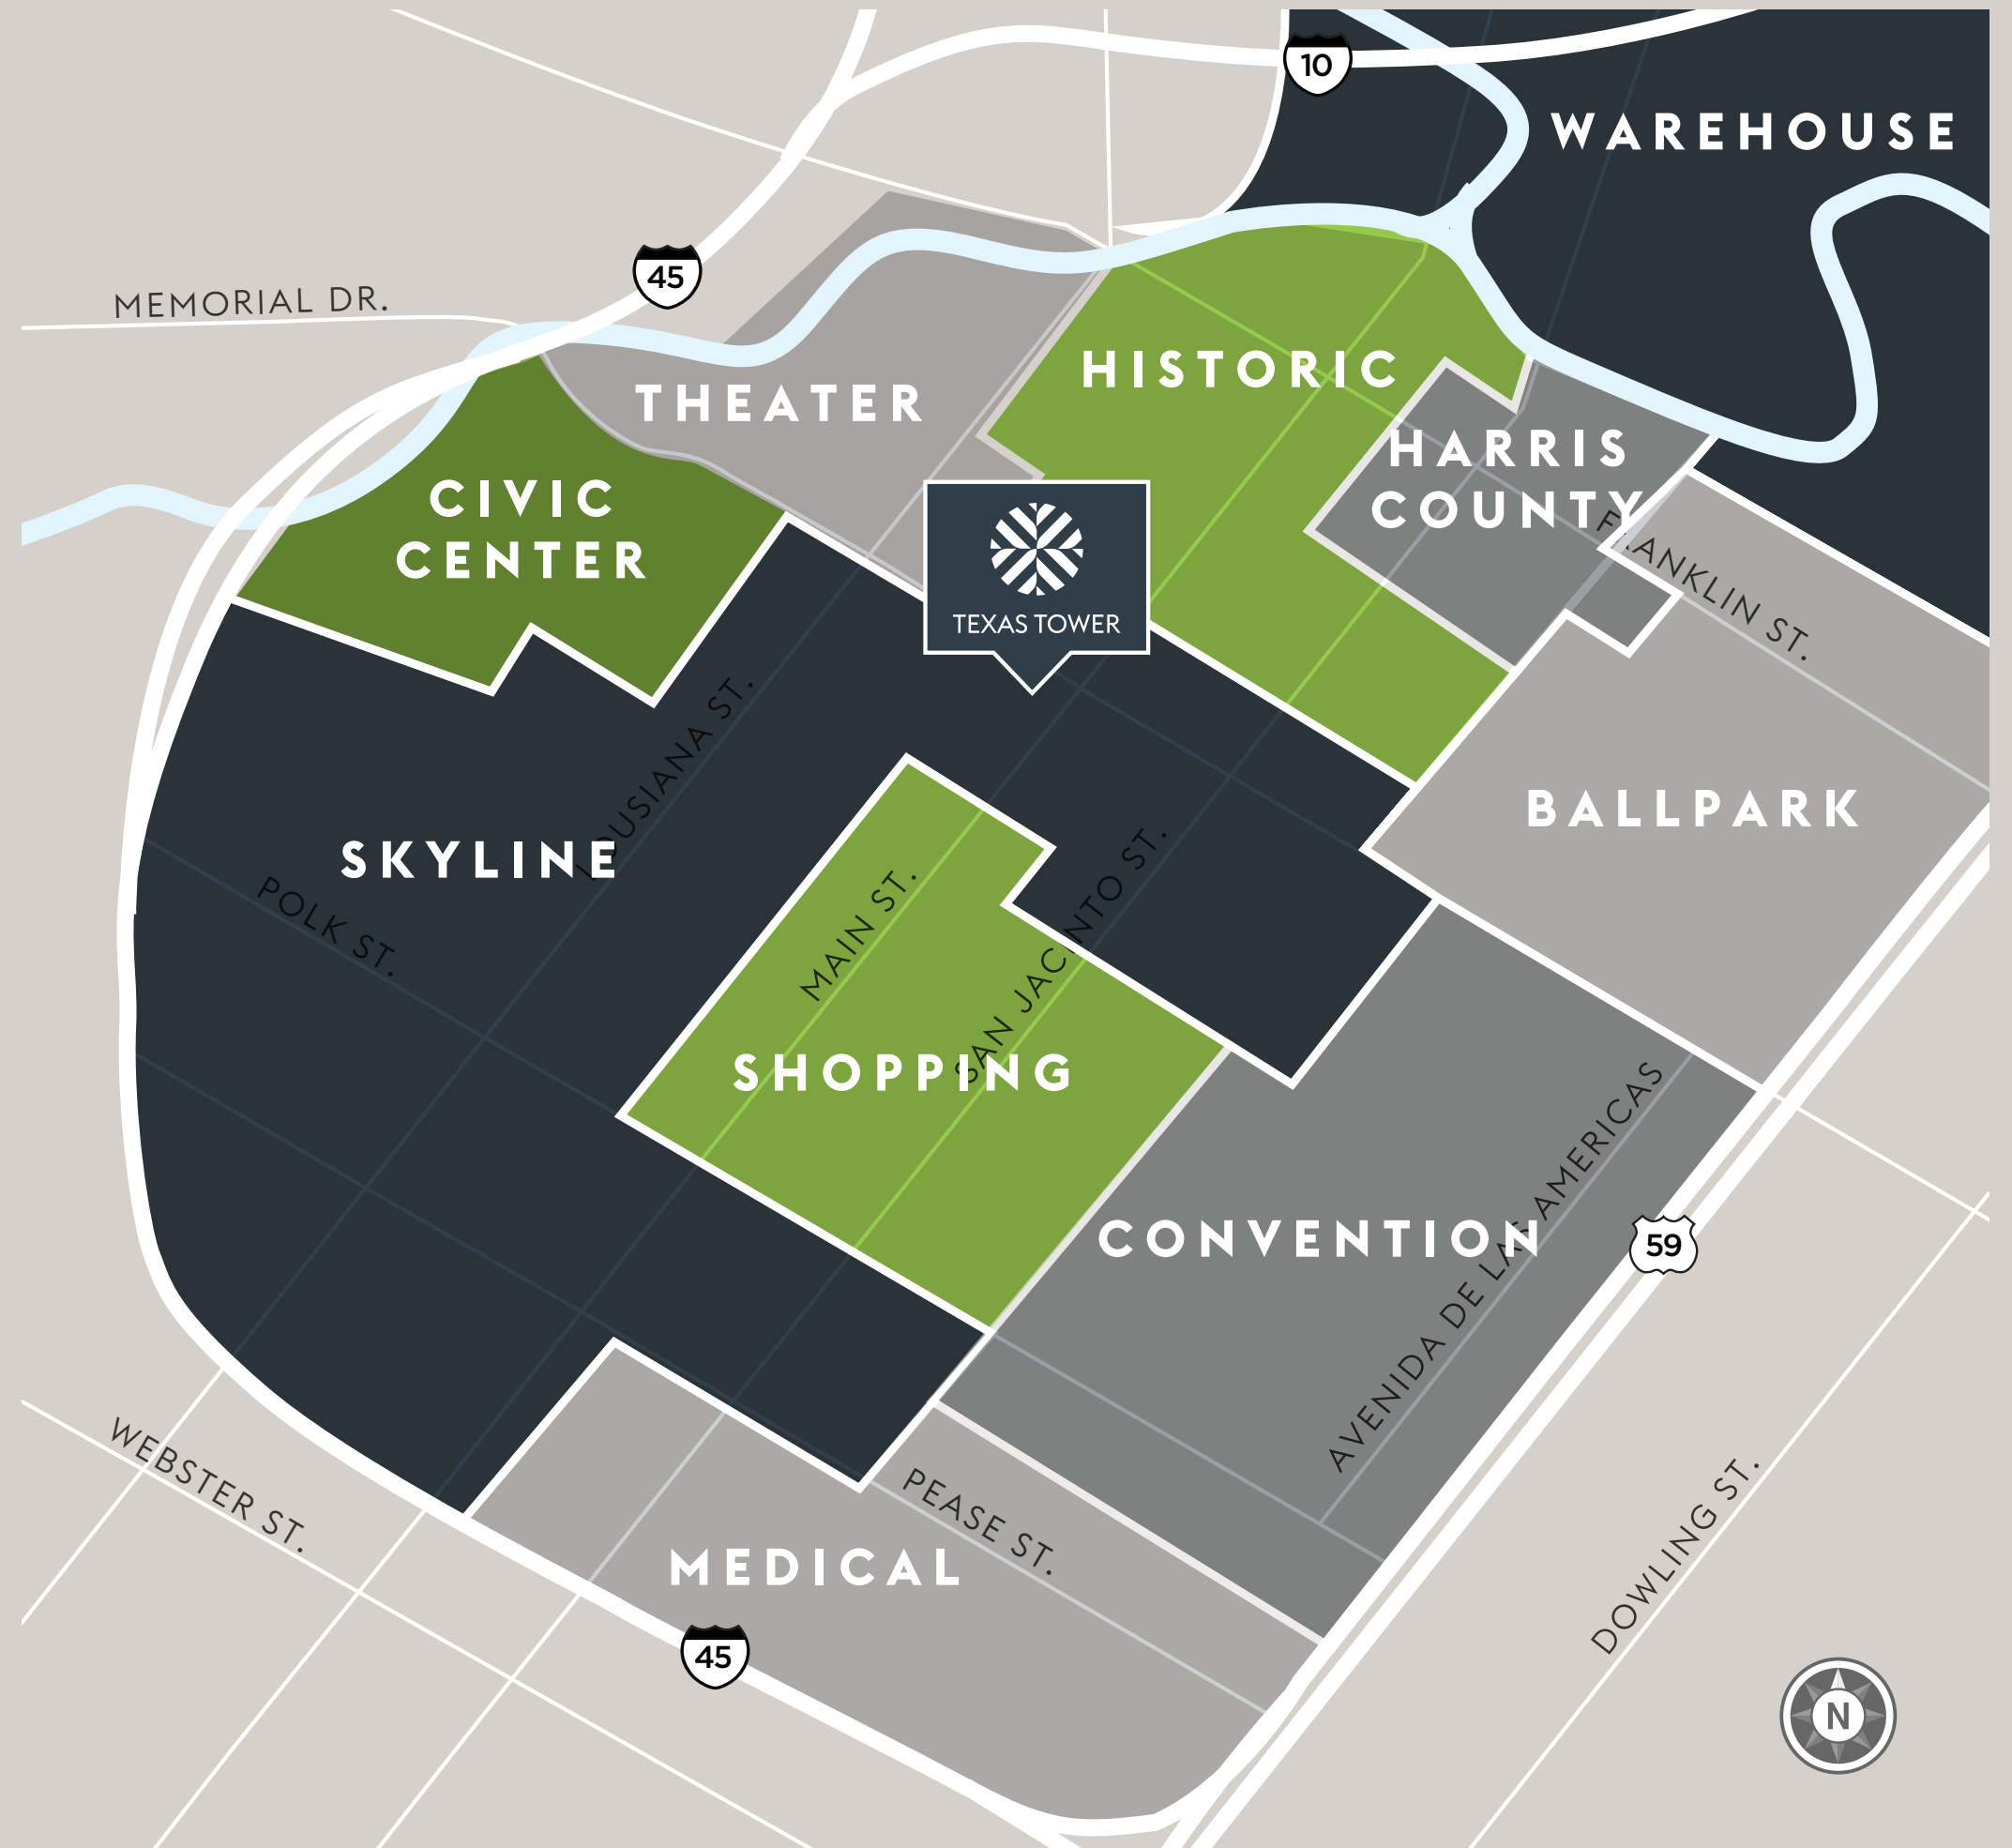 10
WAREHOUSE
45
MEMORIAL DR.
HISTORIC
THEATER
HARRIS
COUNTY
CIVIC
CENTER
FRANKLIN ST.
TEXAS TOWER
LOUSIANA ST.
BALLPARK
SKYLINE
POLK ST.
MAIN ST.
SAN JACINTO ST.
SHOPPING
CONVENTION
AVENIDA DE LAS AMERICAS
59
WEBSTER ST.
PEASE ST.
MEDICAL
DOWLING ST.
45
N